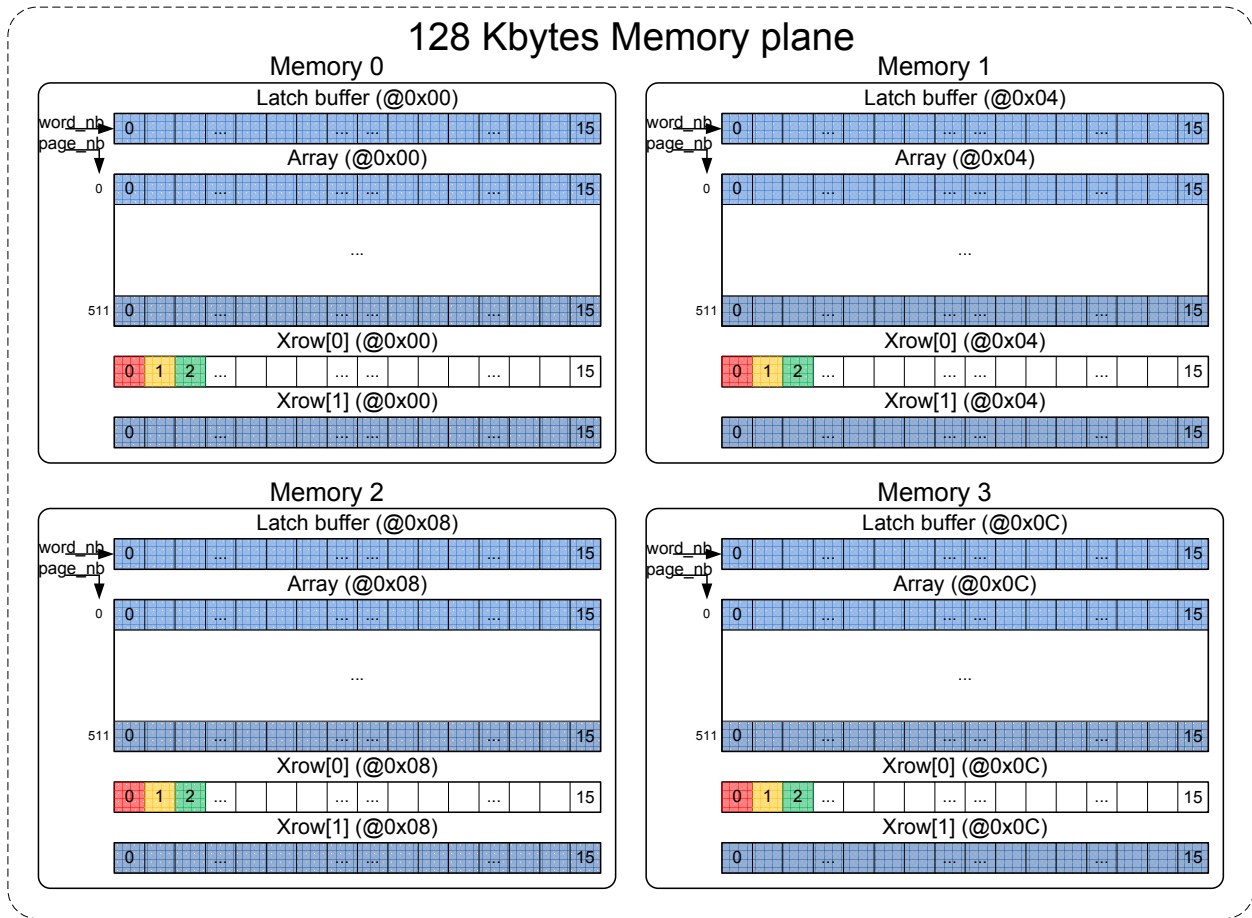 128 Kbytes Memory plane
Memory 0
Latch buffer (@0x00)
word_nb 0 ... ... ... ... 15
page_nb
Array (@0x00)
0 0 ... ... ... ... 15
...
511 0 ... ... ... ... 15
Xrow[0] (@0x00)
0 1 2 ... ... ... ... 15
Xrow[1] (@0x00)
0 ... ... ... ... 15
Memory 1
Latch buffer (@0x04)
word_nb 0 ... ... ... ... 15
page_nb
Array (@0x04)
0 0 ... ... ... ... 15
...
511 0 ... ... ... ... 15
Xrow[0] (@0x04)
0 1 2 ... ... ... ... 15
Xrow[1] (@0x04)
0 ... ... ... ... 15
Memory 2
Latch buffer (@0x08)
word_nb 0 ... ... ... ... 15
page_nb
Array (@0x08)
0 0 ... ... ... ... 15
...
511 0 ... ... ... ... 15
Xrow[0] (@0x08)
0 1 2 ... ... ... ... 15
Xrow[1] (@0x08)
0 ... ... ... ... 15
Memory 3
Latch buffer (@0x0C)
word_nb 0 ... ... ... ... 15
page_nb
Array (@0x0C)
0 0 ... ... ... ... 15
...
511 0 ... ... ... ... 15
Xrow[0] (@0x0C)
0 1 2 ... ... ... ... 15
Xrow[1] (@0x0C)
0 ... ... ... ... 15